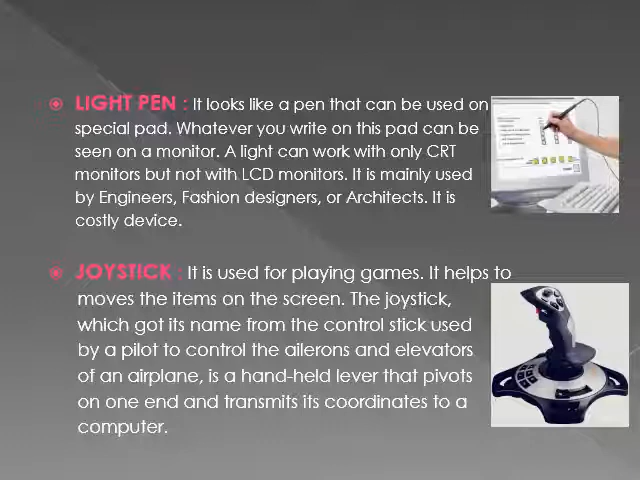 LIGHT PEN : It looks like a pen that can be used on
special pad. Whatever you write on this pad can be
seen on a monitor. A light can work with only CRT
monitors but not with LCD monitors. It is mainly used
by Engineers, Fashion designers, or Architects. It is
costly device.
JOYSTICK : It is used for playing games. It helps to
moves the items on the screen. The joystick,
which got its name from the control stick used
by a pilot to control the ailerons and elevators
of an airplane, is a hand-held lever that pivots
on one end and transmits its coordinates to a
computer.